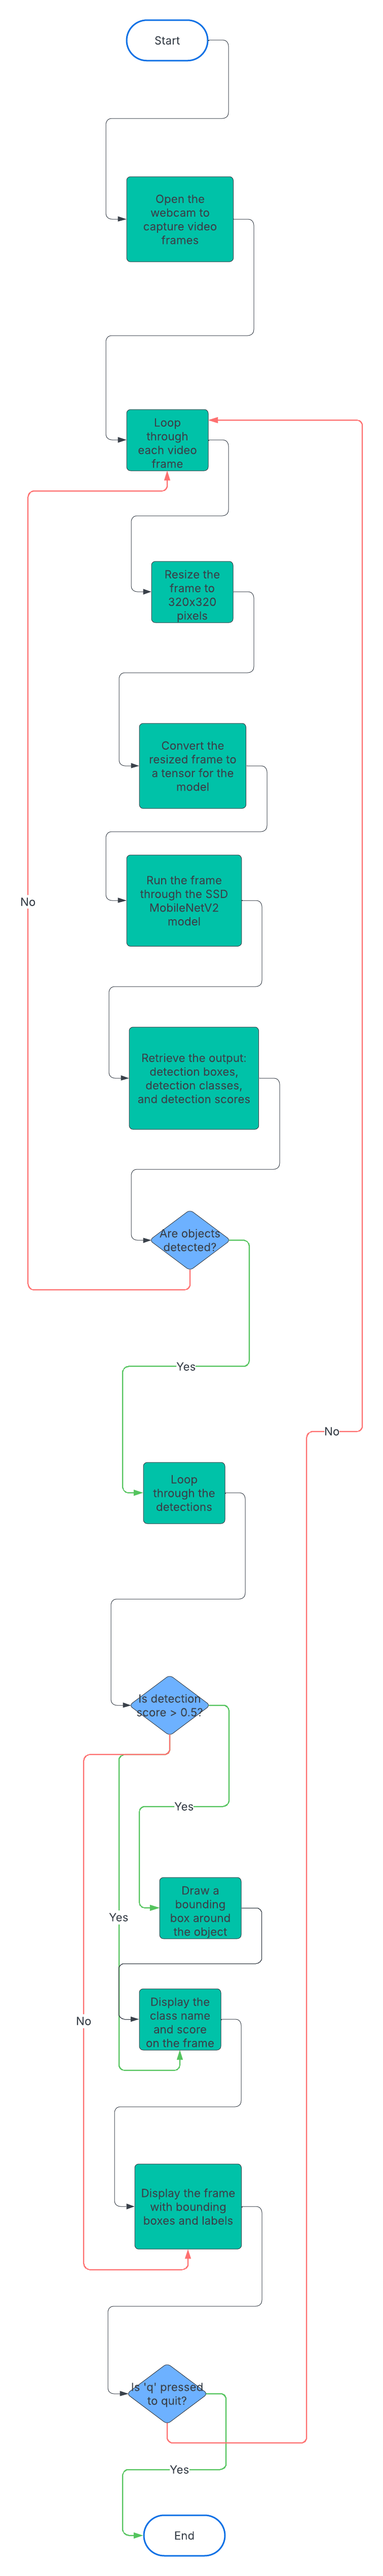 Start
Open the
webcam to
capture video
frames
Loop
through
each video
frame
Resize the
frame to
320x320
pixels
Convert the
resized frame to
a tensor for the
model
Run the frame
through the SSD
MobileNetV2
model
No
Retrieve the output:
detection boxes,
detection classes,
and detection scores
Are objects
detected?
Yes
No
Loop
through the
detections
Is detection
score > 0.5?
Yes
Draw a
bounding
box around
the object
Yes
Display the
class name
and score
on the frame
No
Display the frame
with bounding
boxes and labels
Is 'q' pressed
to quit?
Yes
End